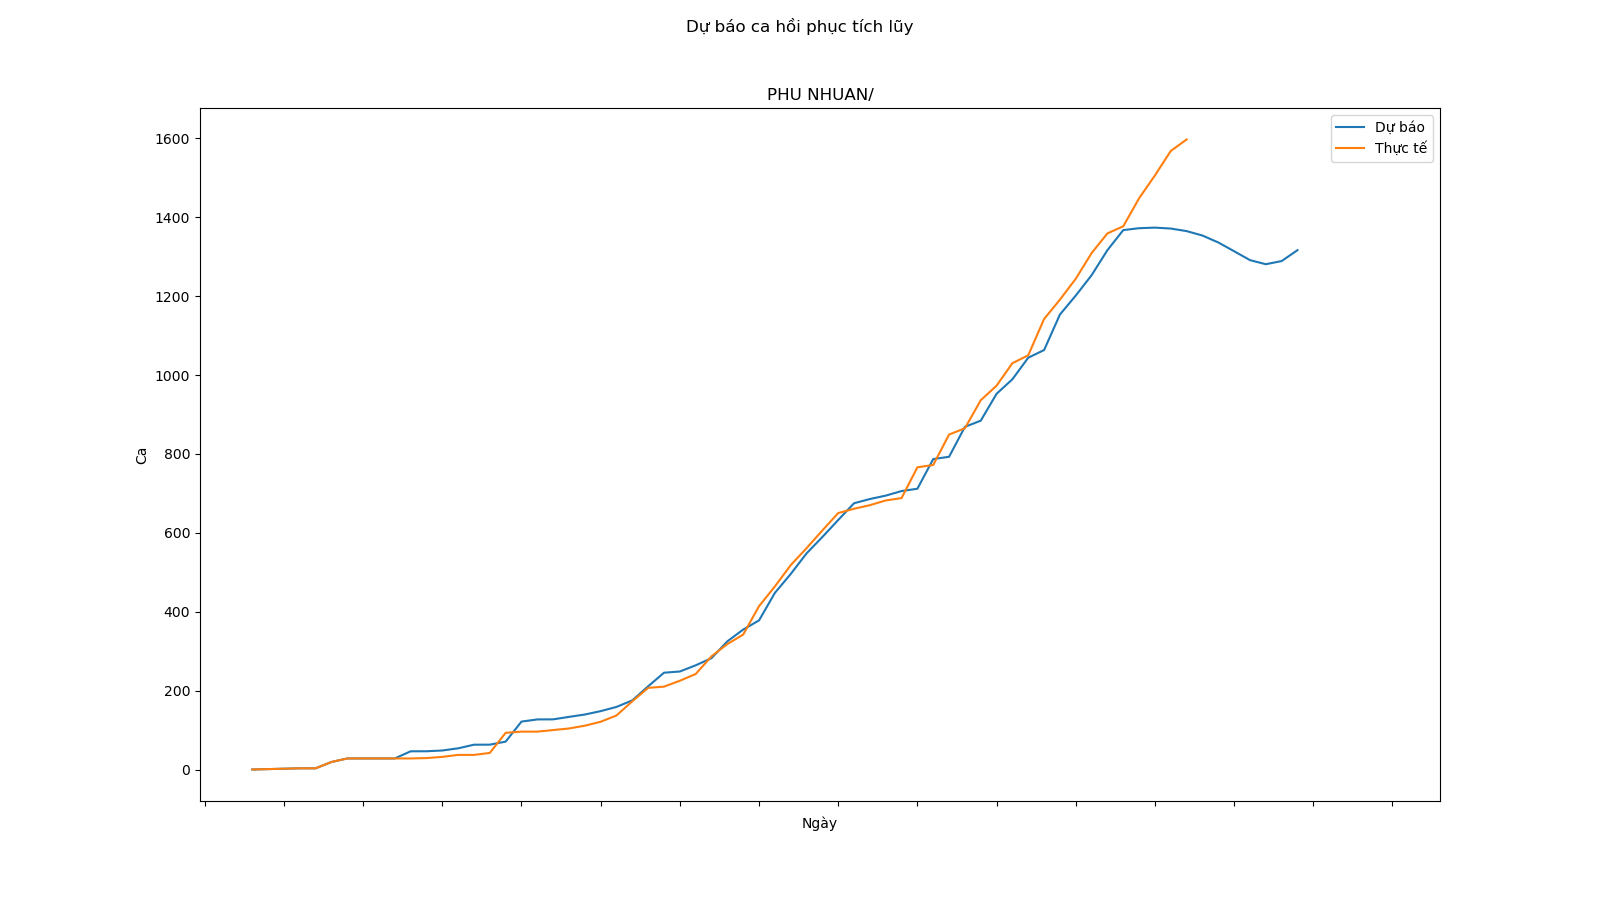 Dự báo ca hồi phục tích lũy
PHU NHUAN/
Dự báo
Thực tế
1600
1400
1200
1000
800
600
400
200
0
Ca
Ngày